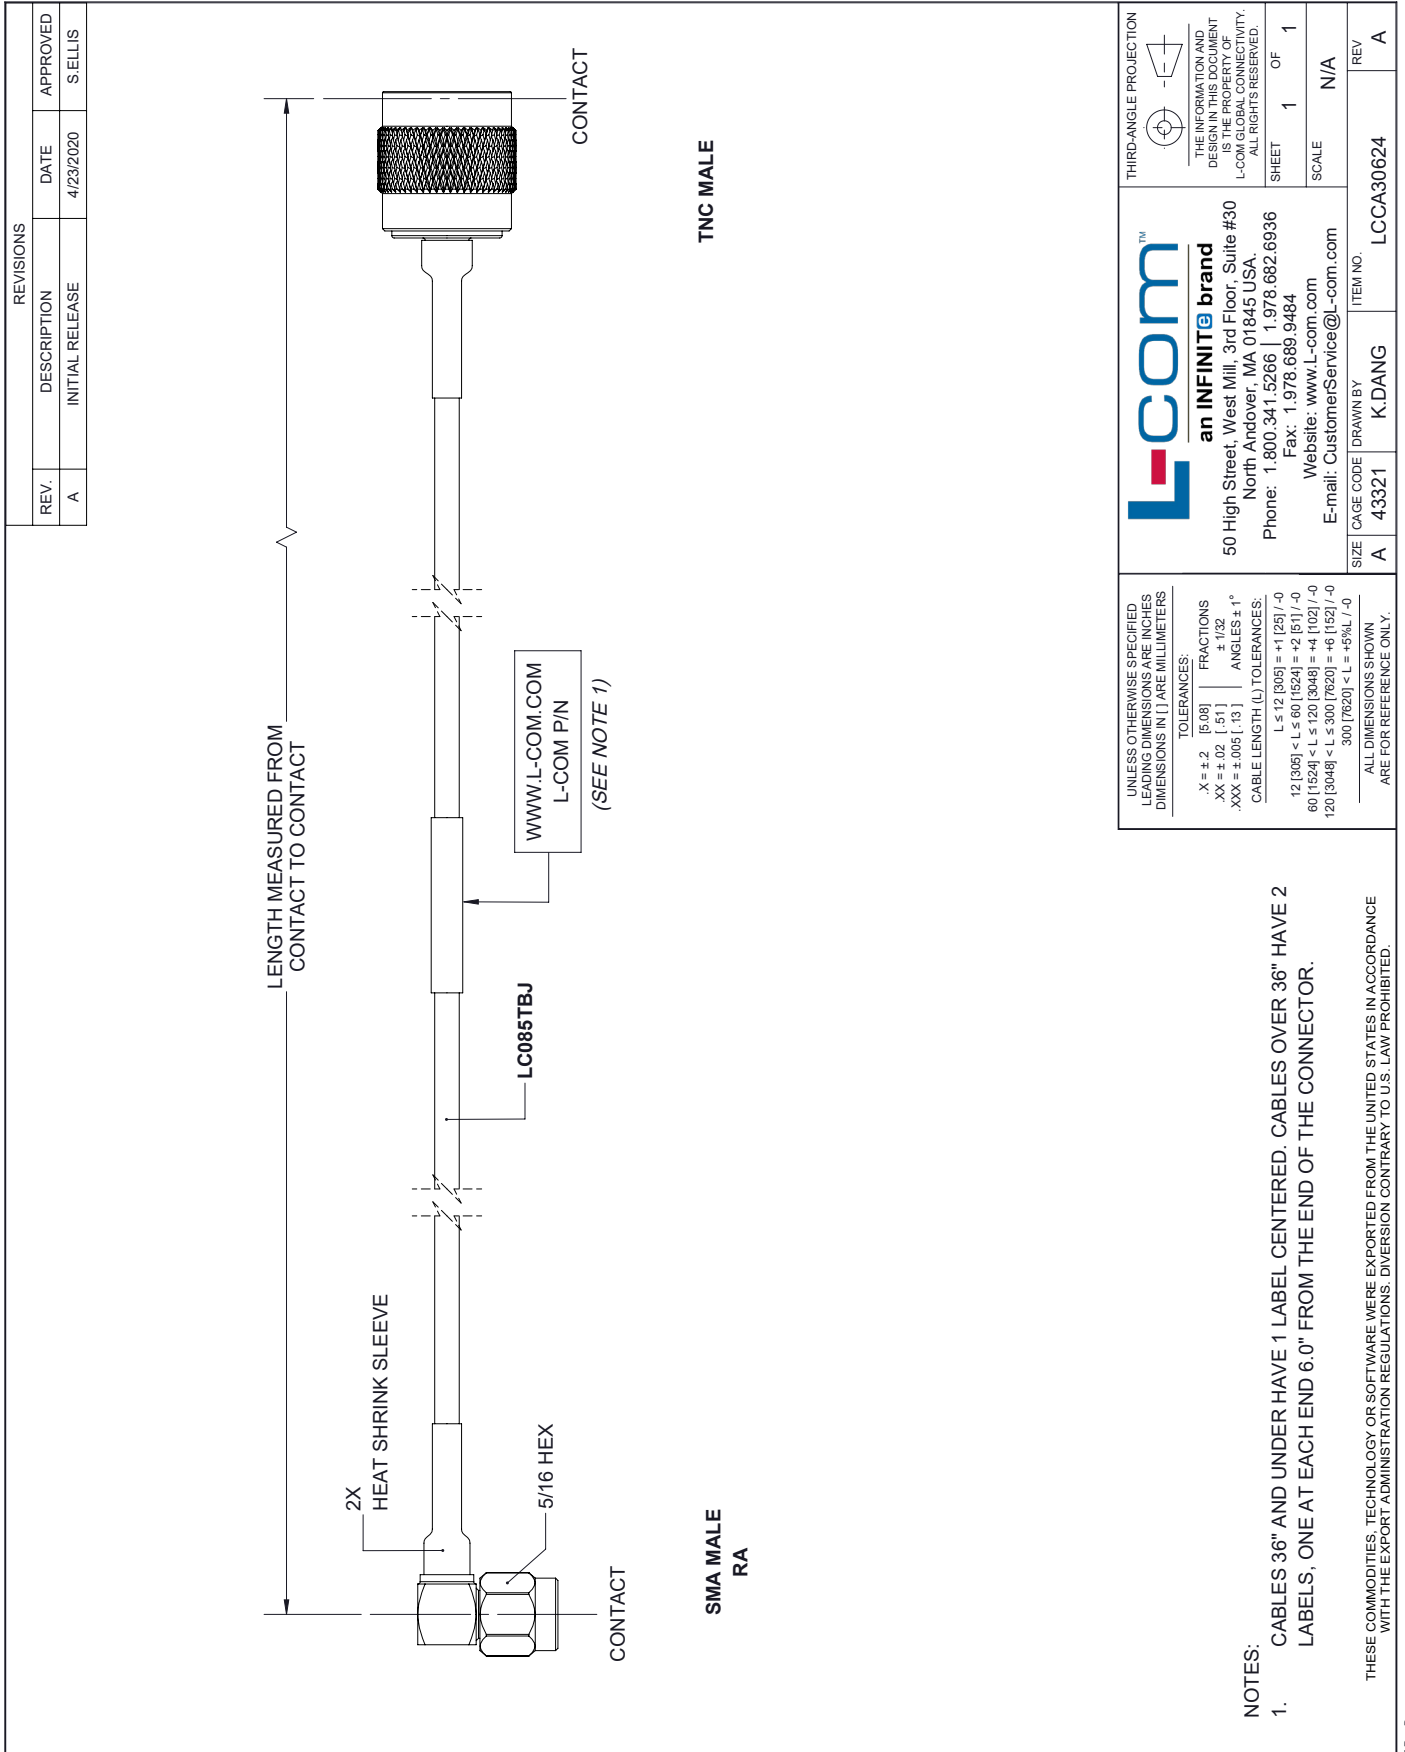 REVISIONS
REV. DESCRIPTION DATE APPROVED
A INITIAL RELEASE 4/23/2020 S.ELLIS
LENGTH MEASURED FROM
CONTACT TO CONTACT
2X
HEAT SHRINK SLEEVE
5/16 HEX
CONTACT
LC085TBJ
WWW.L-COM.COM
L-COM P/N
(SEE NOTE 1)
CONTACT
SMA MALE
RA
TNC MALE
NOTES:
1. CABLES 36" AND UNDER HAVE 1 LABEL CENTERED. CABLES OVER 36" HAVE 2
LABELS, ONE AT EACH END 6.0" FROM THE END OF THE CONNECTOR.
THESE COMMODITIES, TECHNOLOGY OR SOFTWARE WERE EXPORTED FROM THE UNITED STATES IN ACCORDANCE
WITH THE EXPORT ADMINISTRATION REGULATIONS. DIVERSION CONTRARY TO U.S. LAW PROHIBITED.
UNLESS OTHERWISE SPECIFIED
LEADING DIMENSIONS ARE INCHES
DIMENSIONS IN [ ] ARE MILLIMETERS
TOLERANCES:
.X = ± .2 [5.08] FRACTIONS
.XX = ± .02 [ .51 ] ± 1/32
.XXX = ± .005 [ .13 ] ANGLES ± 1°
CABLE LENGTH (L) TOLERANCES:
L ≤ 12 [305] = +1 [25] / -0
12 [305] < L ≤ 60 [1524] = +2 [51] / -0
60 [1524] < L ≤ 120 [3048] = +4 [102] / -0
120 [3048] < L ≤ 300 [7620] = +6 [152] / -0
300 [7620] < L = +5%L / -0
ALL DIMENSIONS SHOWN
ARE FOR REFERENCE ONLY.
L-com™
an INFINITe brand
50 High Street, West Mill, 3rd Floor, Suite #30
North Andover, MA 01845 USA.
Phone: 1.800.341.5266 | 1.978.682.6936
Fax: 1.978.689.9484
Website: www.L-com.com
E-mail: CustomerService@L-com.com
THIRD-ANGLE PROJECTION
THE INFORMATION AND
DESIGN IN THIS DOCUMENT
IS THE PROPERTY OF
L-COM GLOBAL CONNECTIVITY.
ALL RIGHTS RESERVED.
SHEET 1 OF 1
SCALE N/A
SIZE A
CAGE CODE 43321
DRAWN BY K.DANG
ITEM NO. LCCA30624
REV A